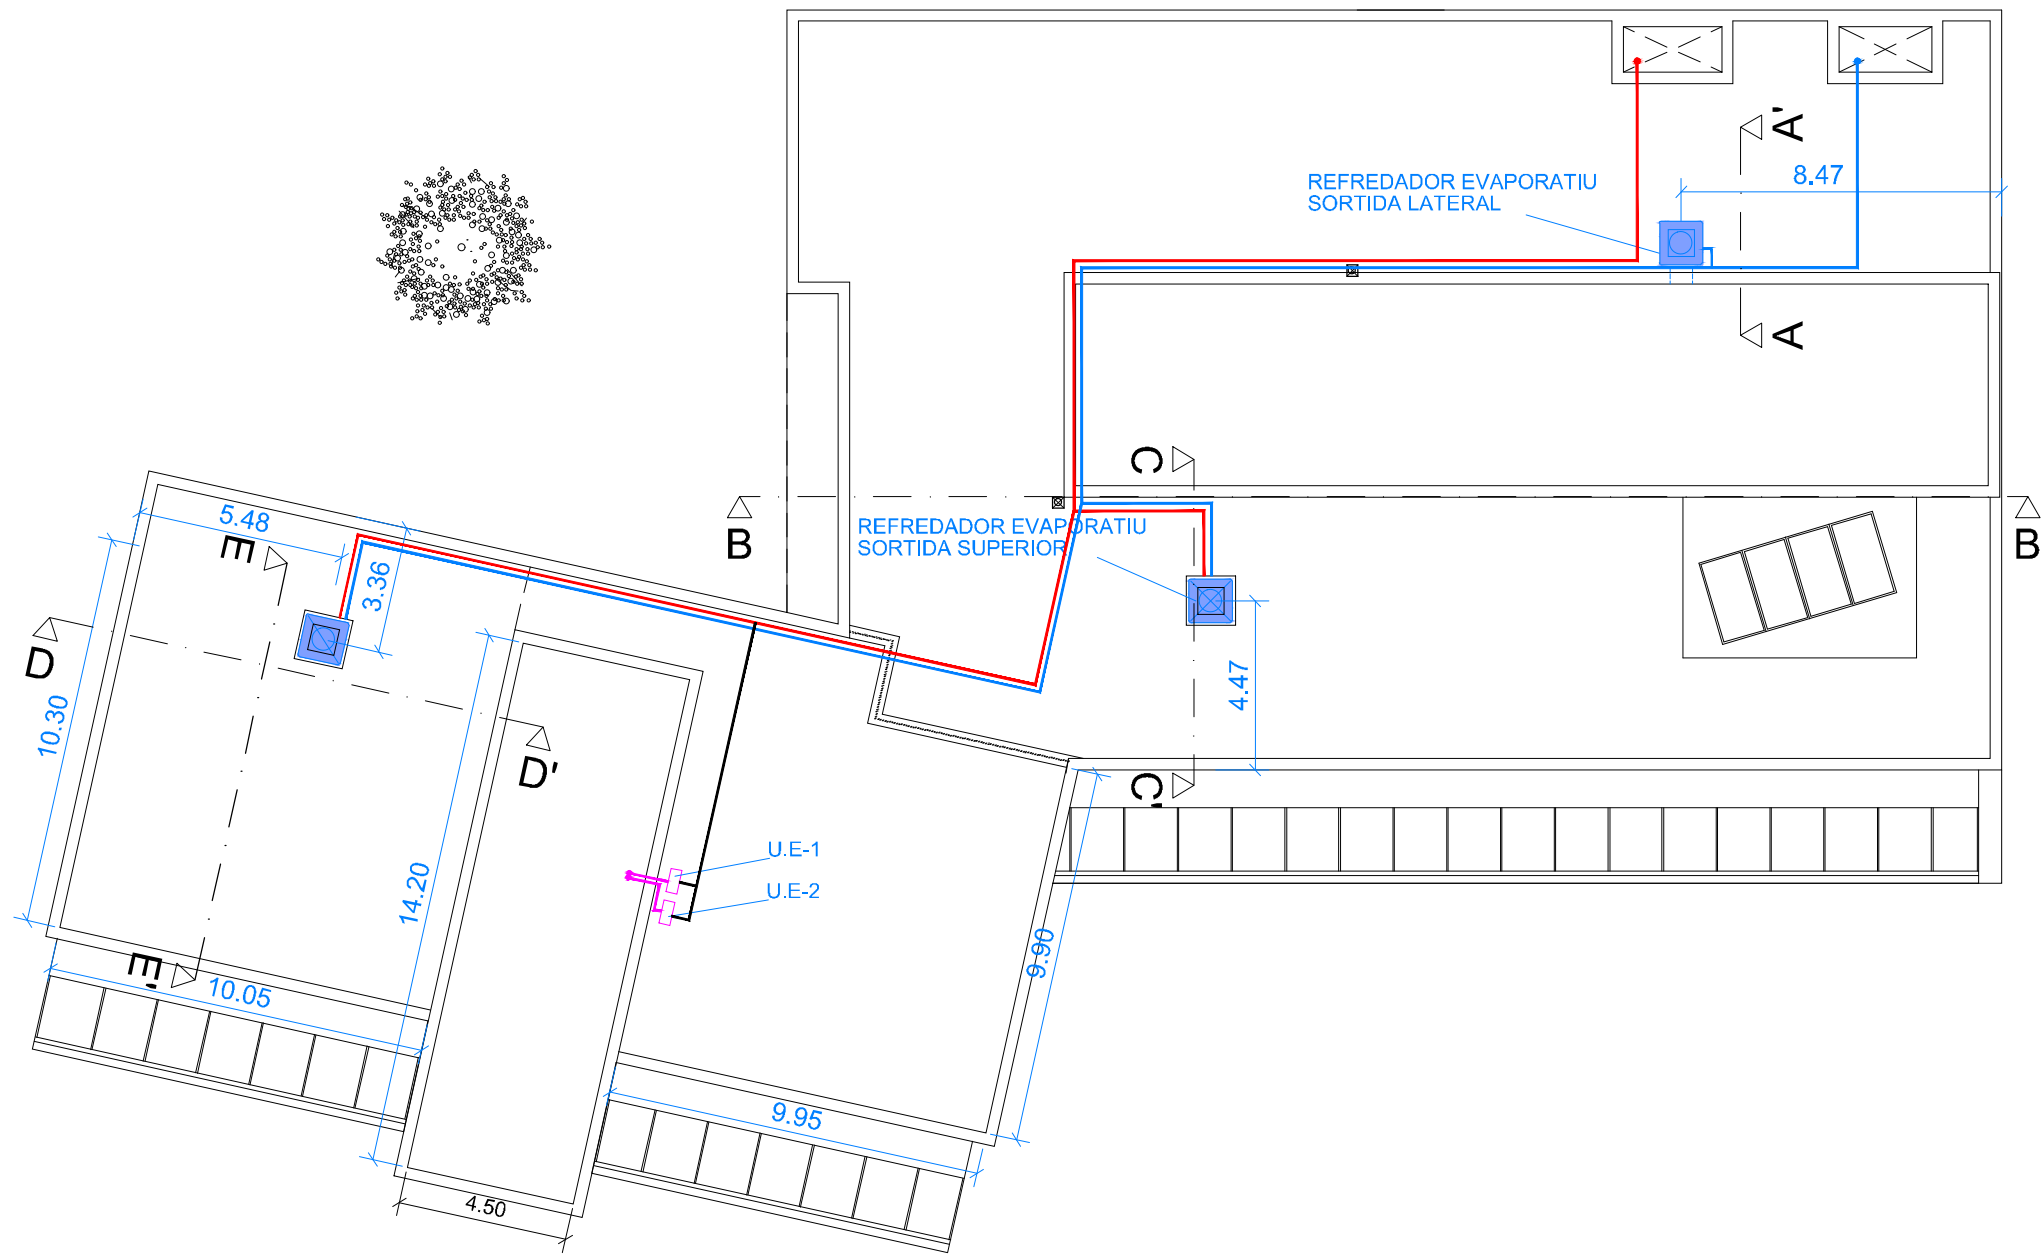 A'
8.47
REFREDADOR EVAPORATIU
SORTIDA LATERAL
A
C
B
REFREDADOR EVAPORATIU
SORTIDA SUPERIOR
B
5.48
E
3.36
D
10.30
D'
4.47
C'
14.20
U.E-1
U.E-2
9.90
E'
10.05
9.95
4.50